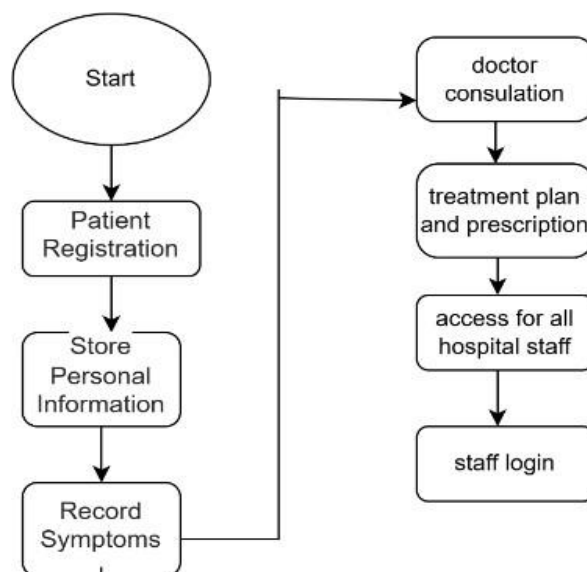 Start
Patient
Registration
Store
Personal
Information
Record
Symptoms
doctor
consulation
treatment plan
and prescription
access for all
hospital staff
staff login